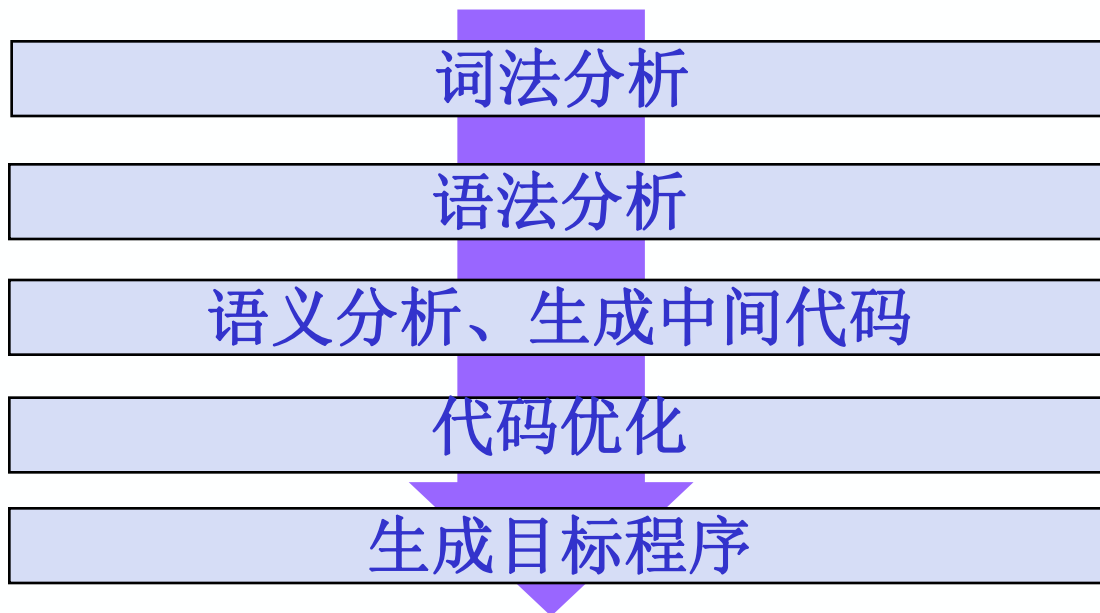 词法分析
语法分析
语义分析、生成中间代码
代码优化
生成目标程序